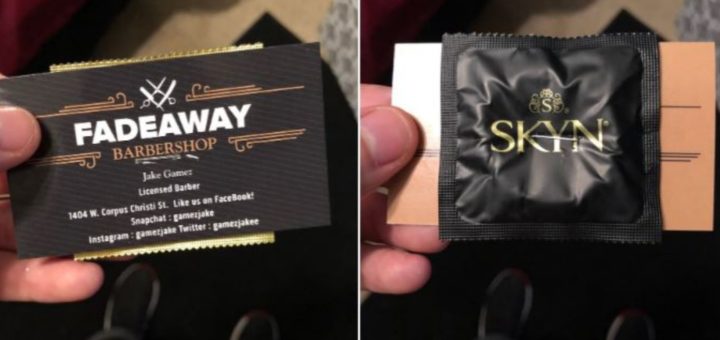 FADEAWAY
BARBERSHOP
Jake Gamez
Licensed Barber
1404 W. Corpus Christi St. Like us on FaceBook!
Snapchat : gamezjake
Instagram : gamezjake Twitter : gamezjakee
S
SKYN®